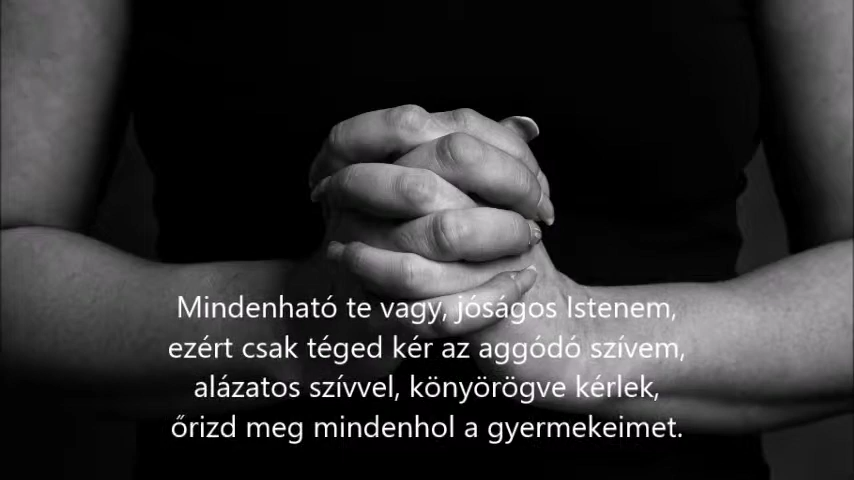 Mindenható te vagy, jóságos Istenem,
ezért csak téged kér az aggódó szívem,
alázatos szívvel, könyörögve kérlek,
őrizd meg mindenhol a gyermekeimet.